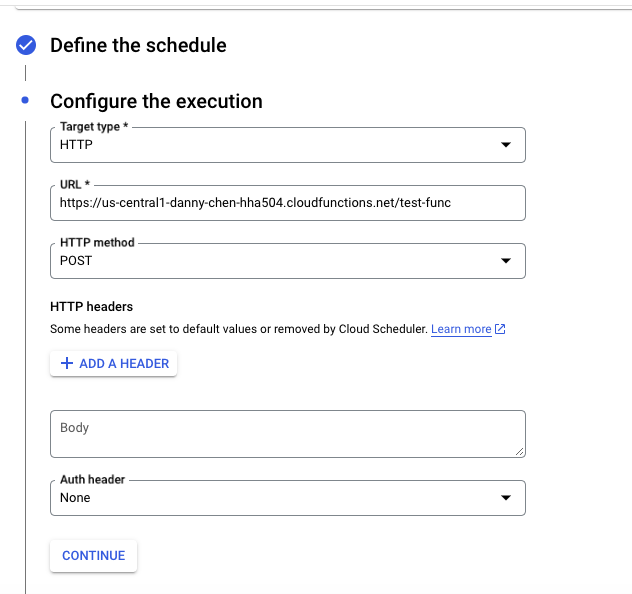 Define the schedule
Configure the execution
Target type *
HTTP
URL *
https://us-central1-danny-chen-hha504.cloudfunctions.net/test-func
HTTP method
POST
HTTP headers
Some headers are set to default values or removed by Cloud Scheduler. Learn more
ADD A HEADER
Body
Auth header
None
CONTINUE